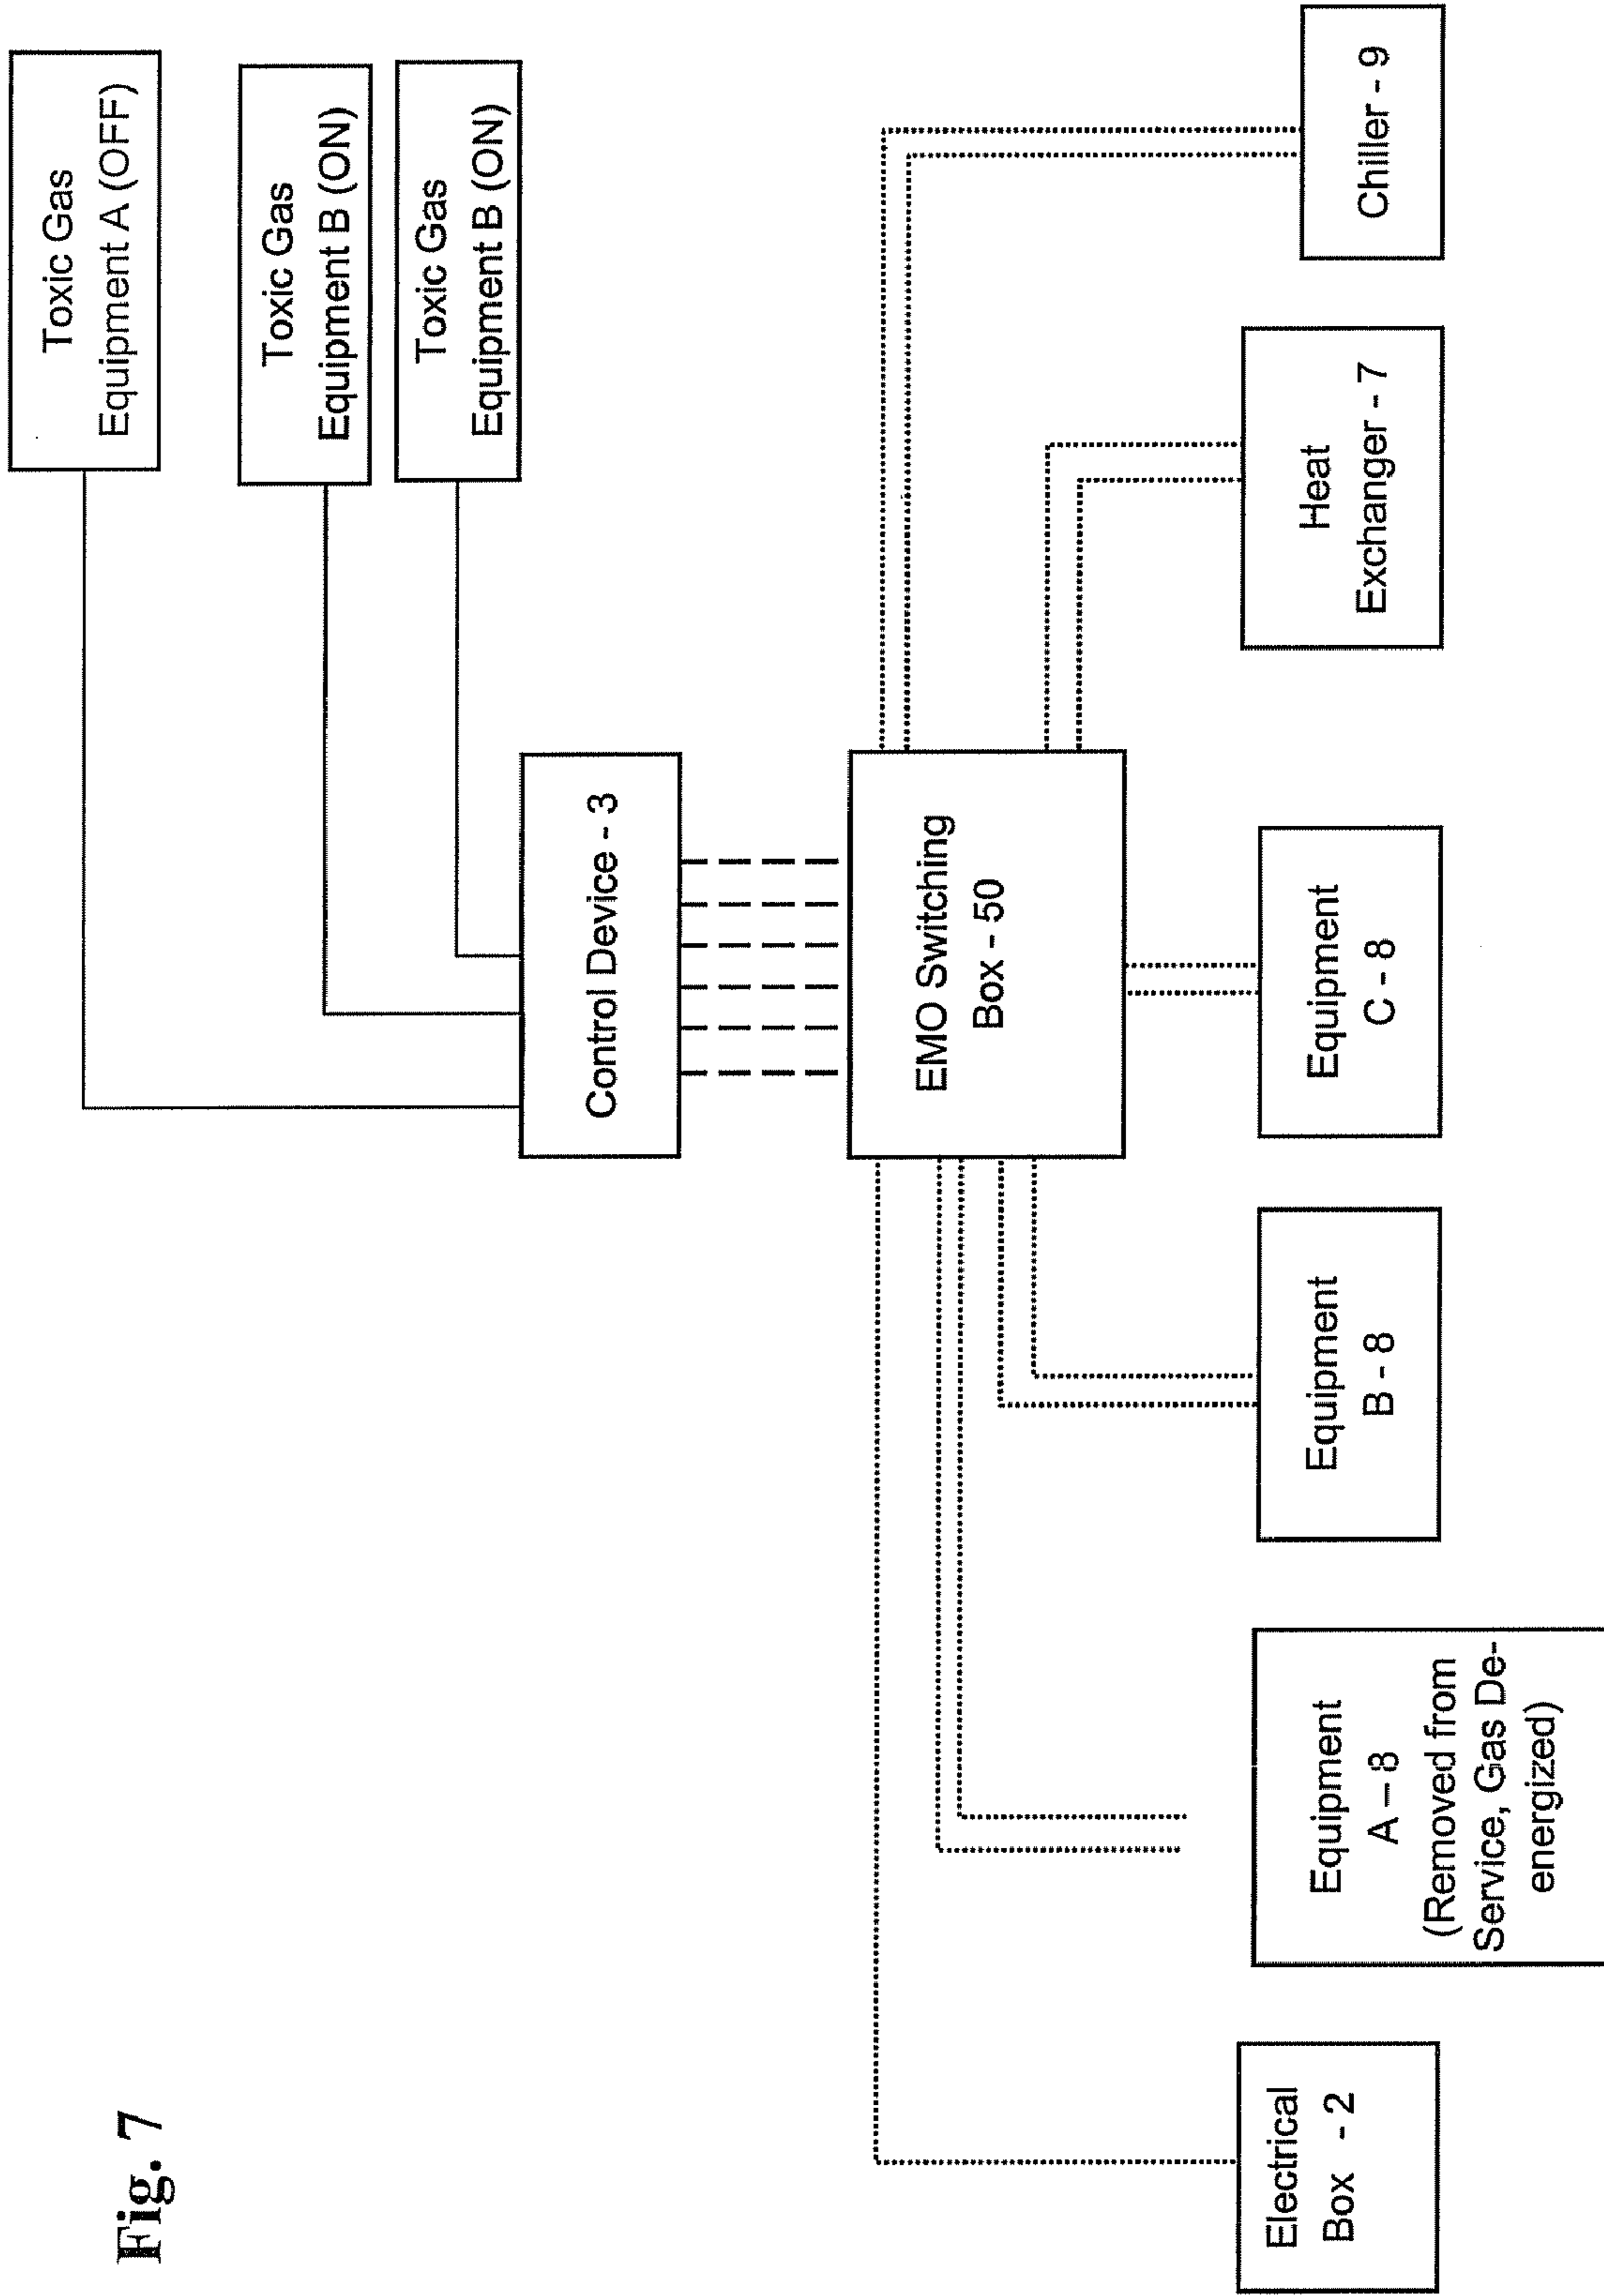 Fig. 7
Toxic Gas
Equipment A (OFF)
Toxic Gas
Equipment B (ON)
Toxic Gas
Equipment B (ON)
Control Device - 3
EMO Switching
Box - 50
Electrical
Box - 2
Equipment
A – 8
(Removed from
Service, Gas De-
energized)
Equipment
B - 8
Equipment
C - 8
Heat
Exchanger - 7
Chiller - 9